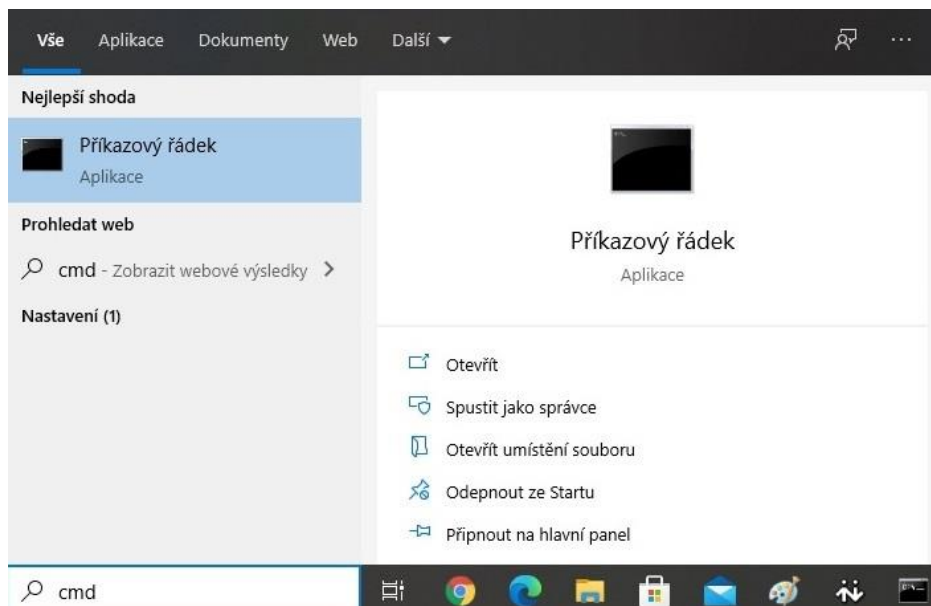 Vše Aplikace Dokumenty Web Další
Nejlepší shoda
Příkazový řádek
Aplikace
Prohledat web
cmd - Zobrazit webové výsledky
Nastavení (1)
Příkazový řádek
Aplikace
Otevřít
Spustit jako správce
Otevřít umístění souboru
Odepnout ze Startu
Připnout na hlavní panel
cmd